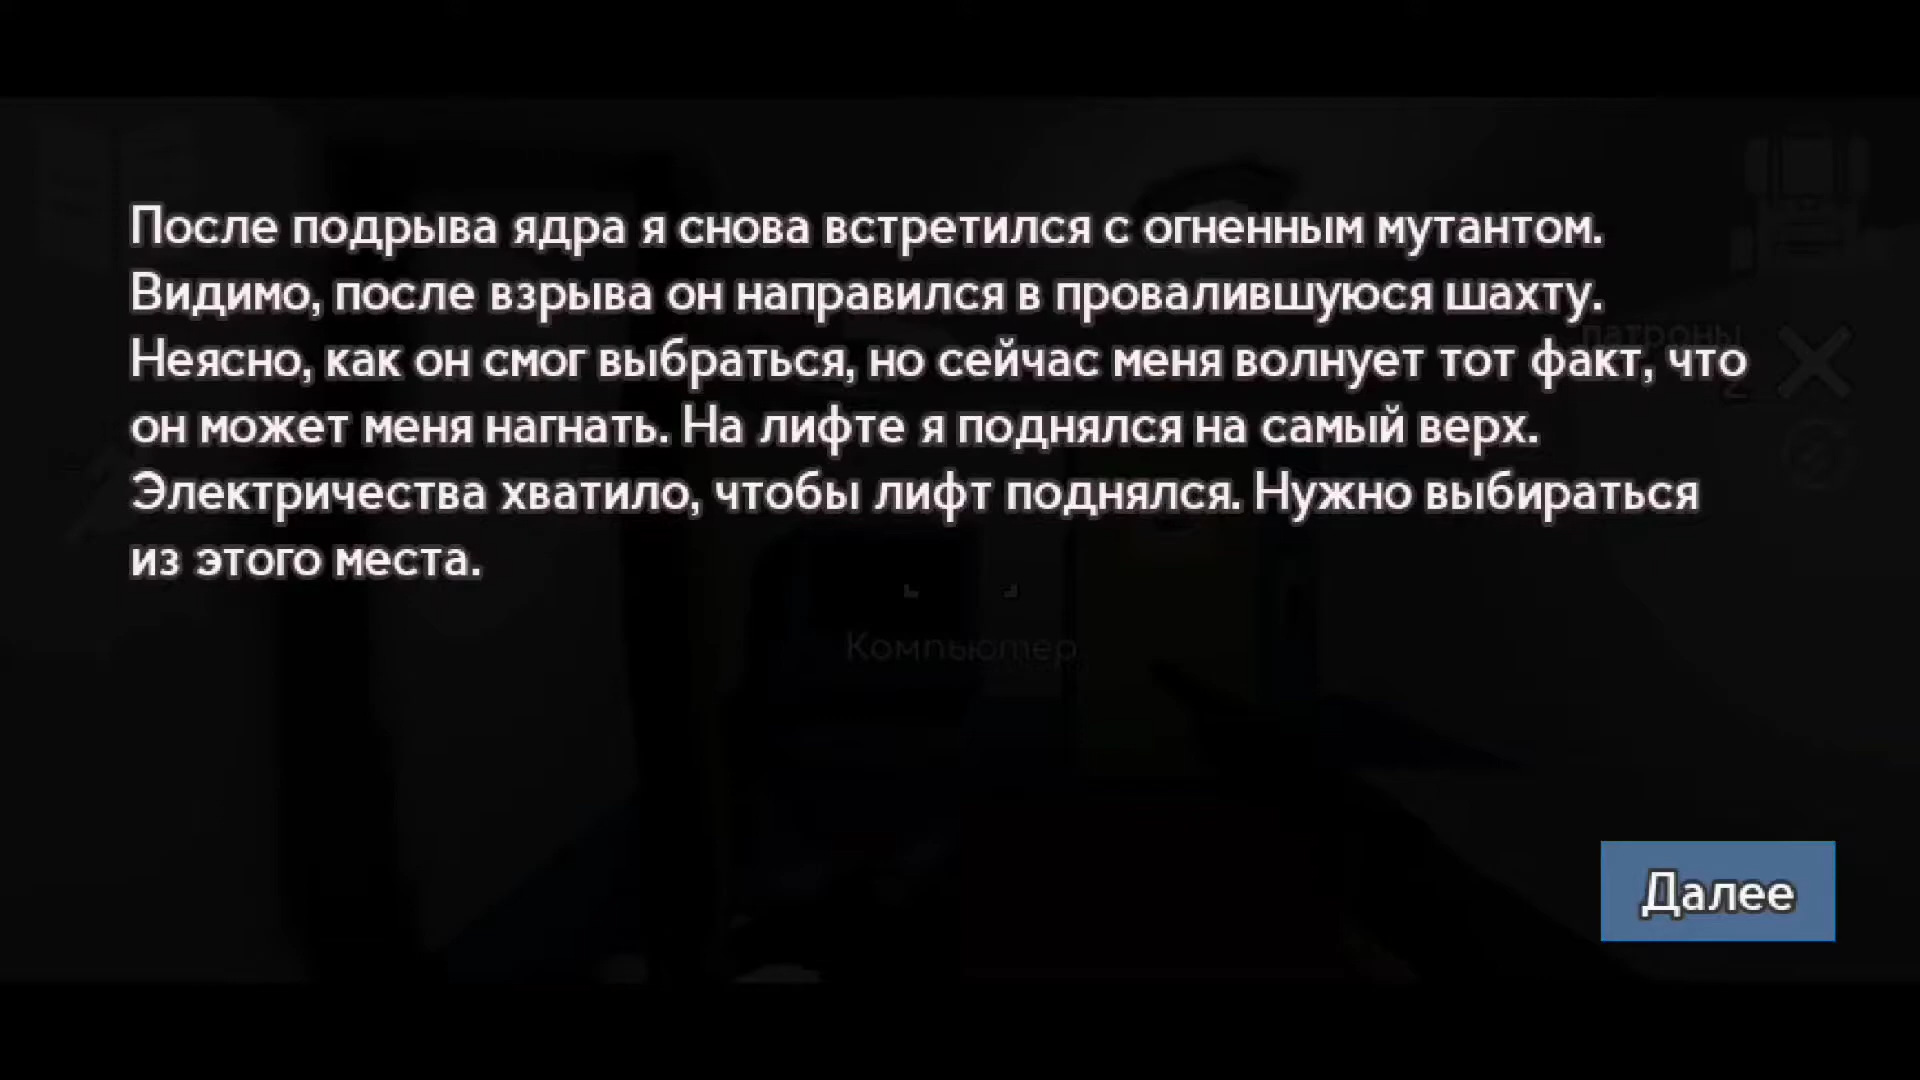 После подрыва ядра я снова встретился с огненным мутантом.
Видимо, после взрыва он направился в провалившуюся шахту.
патроны
Неясно, как он смог выбраться, но сейчас меня волнует тот факт, что
2
он может меня нагнать. На лифте я поднялся на самый верх.
Электричества хватило, чтобы лифт поднялся. Нужно выбираться
из этого места.
Компьютер
Далее